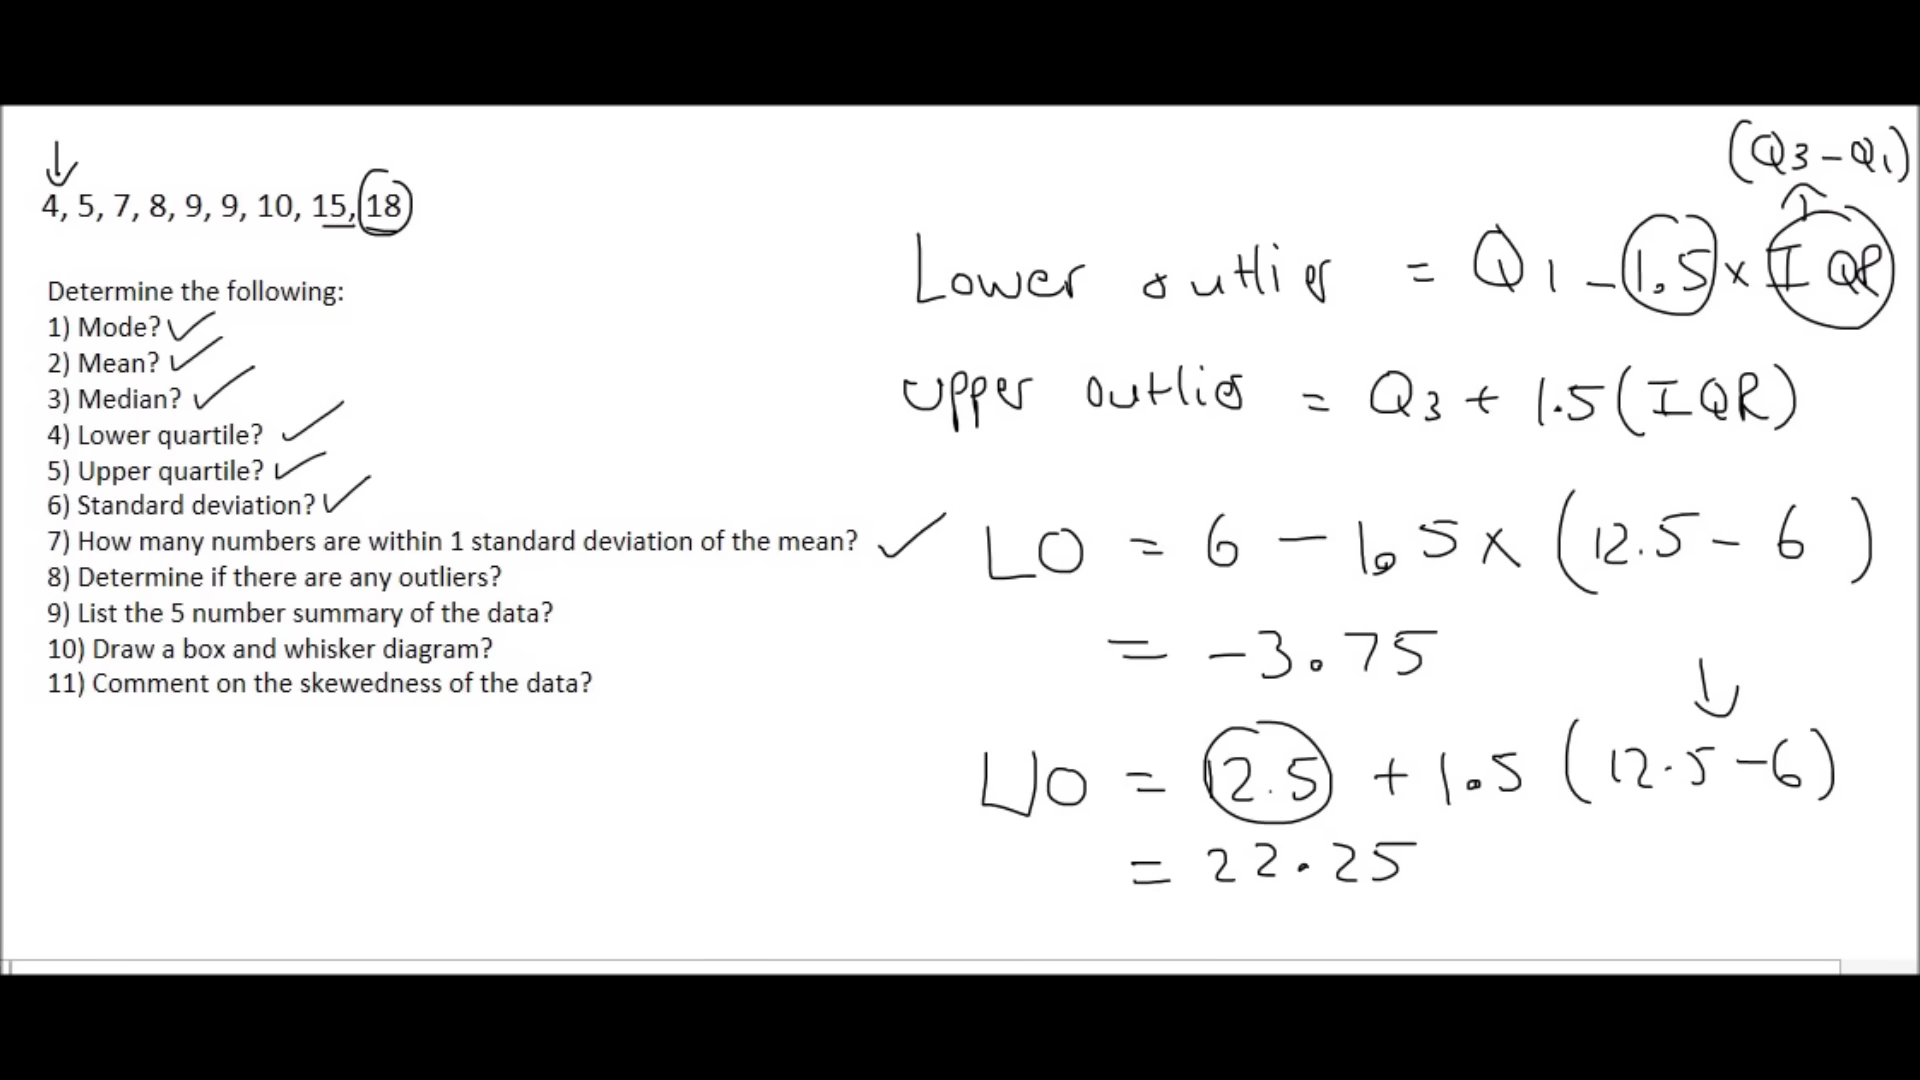 4, 5, 7, 8, 9, 9, 10, 15, 18
Determine the following:
1) Mode?
2) Mean?
3) Median?
4) Lower quartile?
5) Upper quartile?
6) Standard deviation?
7) How many numbers are within 1 standard deviation of the mean?
8) Determine if there are any outliers?
9) List the 5 number summary of the data?
10) Draw a box and whisker diagram?
11) Comment on the skewedness of the data?
(Q3 - Q1)
Lower outlier = Q1 - 1.5 x IQR
upper outlier = Q3 + 1.5 (IQR)
LO = 6 - 1.5 x (12.5 - 6)
= -3.75
UO = 12.5 + 1.5 (12.5 - 6)
= 22.25